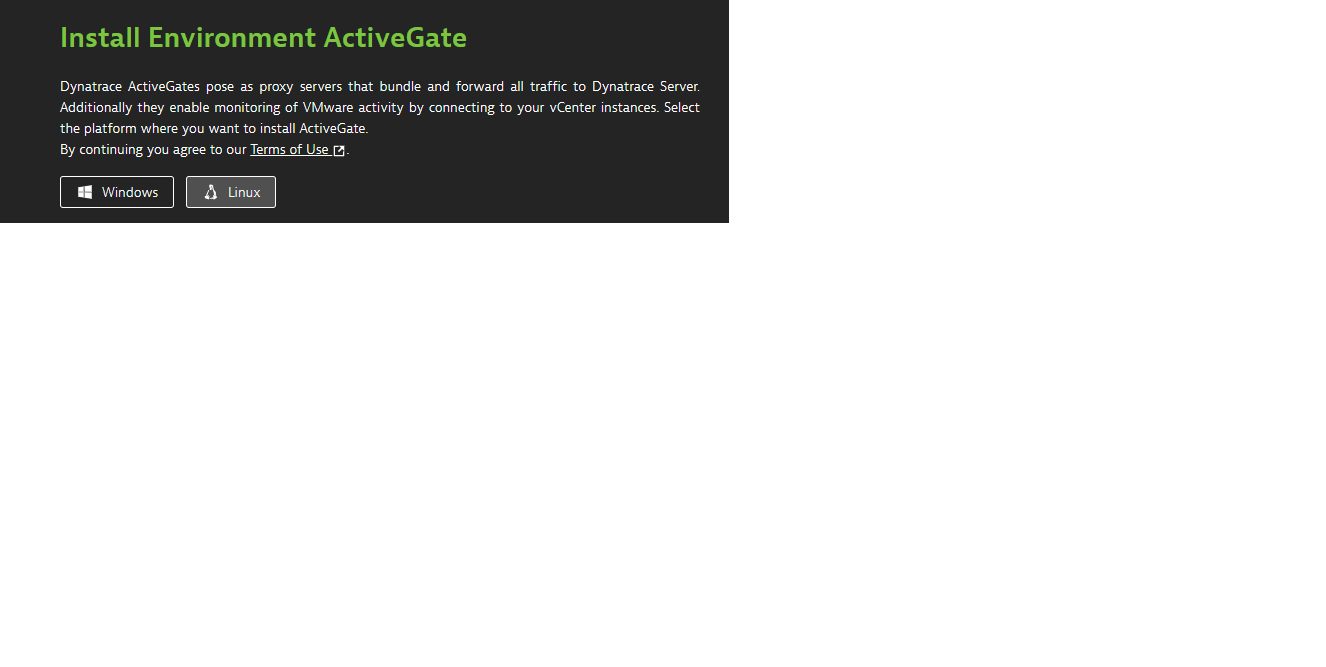 Install Environment ActiveGate
Dynatrace ActiveGates pose as proxy servers that bundle and forward all traffic to Dynatrace Server.
Additionally they enable monitoring of VMware activity by connecting to your vCenter instances. Select
the platform where you want to install ActiveGate.
By continuing you agree to our Terms of Use.
Windows Linux